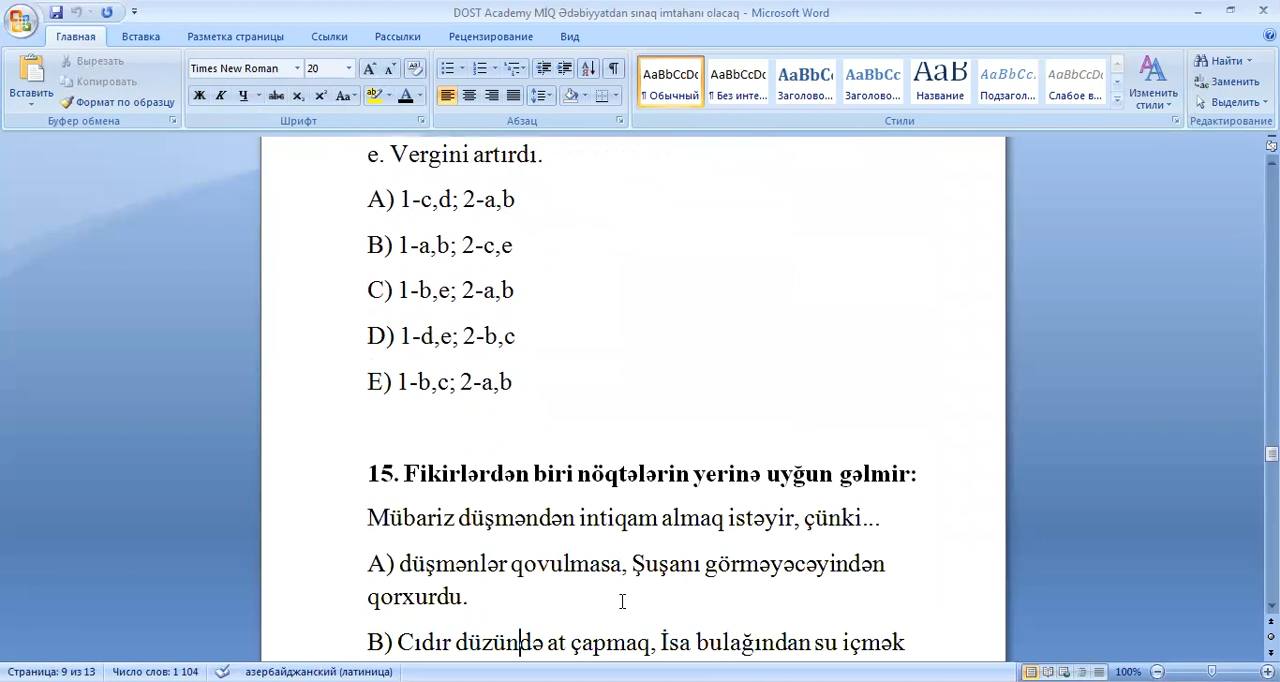 DOST Academy MİQ Ədəbiyyatdan sınaq imtahanı olacaq - Microsoft Word
Главная Вставка Разметка страницы Ссылки Рассылки Рецензирование Вид
Вставить
Вырезать
Копировать
Формат по образцу
Буфер обмена
Times New Roman 20
Ж К Ч abc x₂ x² Aa
Шрифт
Абзац
AaBbCcDc AaBbCcDc AaBbC AaBbCc АаВ AaBbCc. AaBbCcDc
¶ Обычный ¶ Без инте... Заголово... Заголово... Название Подзагол... Слабое в...
Стили
Изменить стили
Найти
Заменить
Выделить
Редактирование
e. Vergini artırdı.
A) 1-c,d; 2-a,b
B) 1-a,b; 2-c,e
C) 1-b,e; 2-a,b
D) 1-d,e; 2-b,c
E) 1-b,c; 2-a,b
15. Fikirlərdən biri nöqtələrin yerinə uyğun gəlmir:
Mübariz düşməndən intiqam almaq istəyir, çünki...
A) düşmənlər qovulmasa, Şuşanı görməyəcəyindən
qorxurdu.
B) Cıdır düzündə at çapmaq, İsa bulağından su içmək
Страница: 9 из 13 Число слов: 1 104 азербайджанский (латиница) 100%